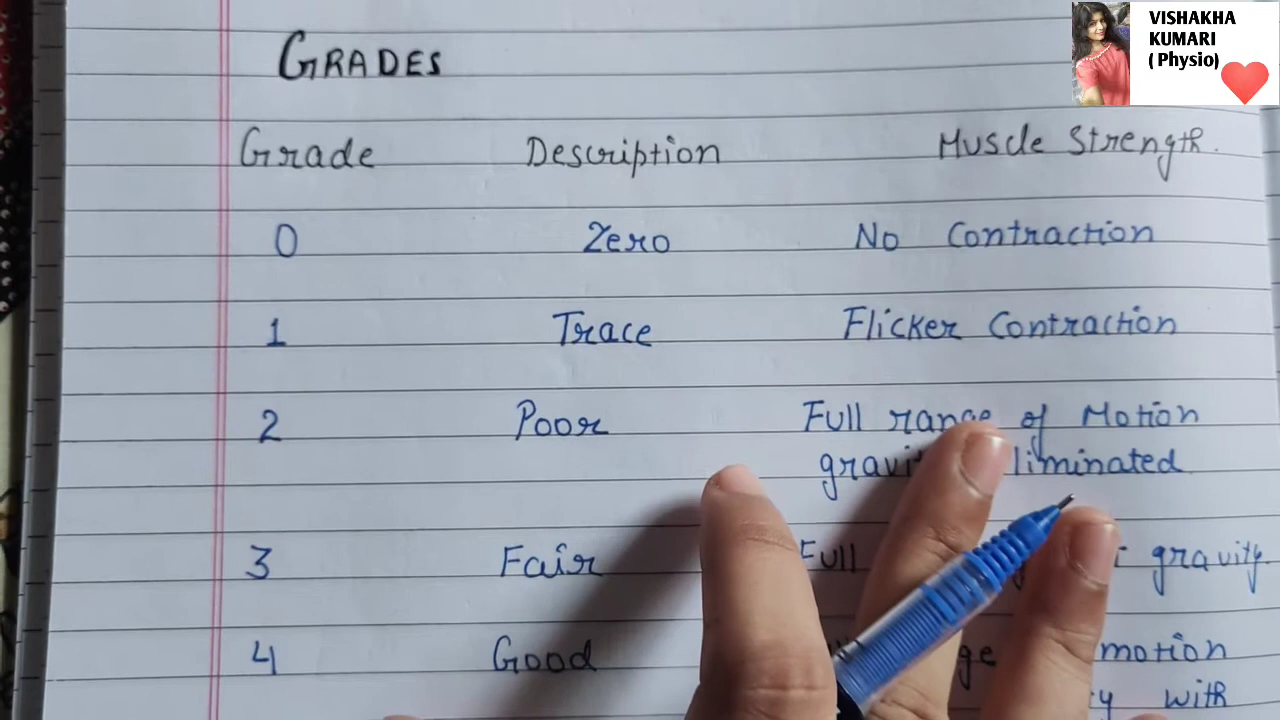 VISHAKHA
KUMARI
( Physio)
GRADES
Grade Description Muscle Strength.
0 Zero No Contraction
1 Trace Flicker Contraction
2 Poor Full range of Motion
eliminated
3 Fair Full gravity
4 Good motion
with